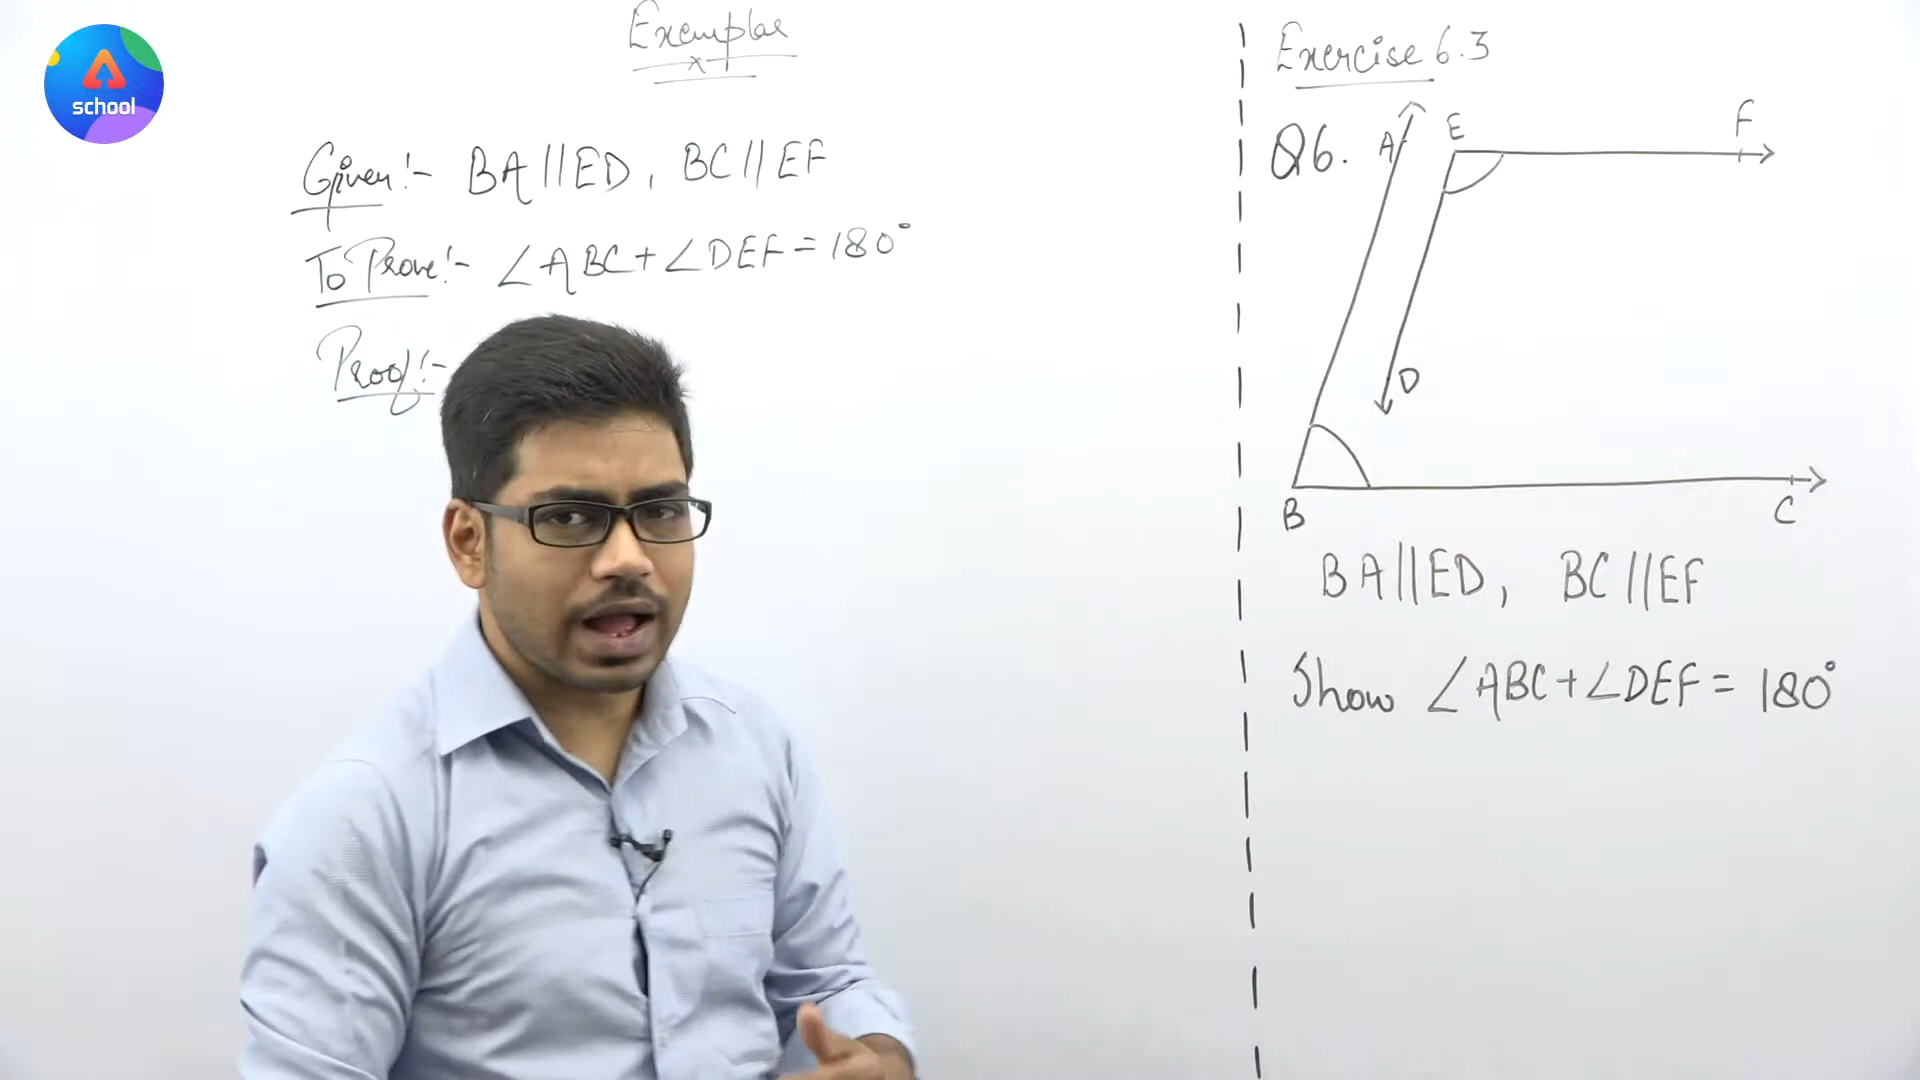 school
Exemplar
Given:- BA||ED, BC||EF
To Prove:- ∠ABC+∠DEF=180°
Proof:-
Exercise 6.3
Q6.
A E F
D
B C
BA||ED, BC||EF
Show ∠ABC+∠DEF= 180°